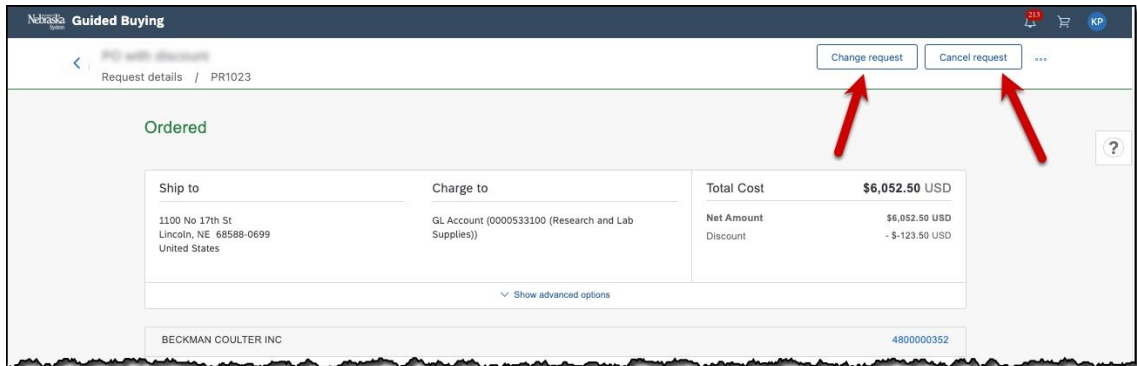 Nebraska System Guided Buying
213
KP
PO with discount
Request details / PR1023
Change request
Cancel request
Ordered
?
Ship to
1100 No 17th St
Lincoln, NE 68588-0699
United States
Charge to
GL Account (0000533100 (Research and Lab
Supplies))
Total Cost $6,052.50 USD
Net Amount $6,052.50 USD
Discount - $-123.50 USD
Show advanced options
BECKMAN COULTER INC 4800000352